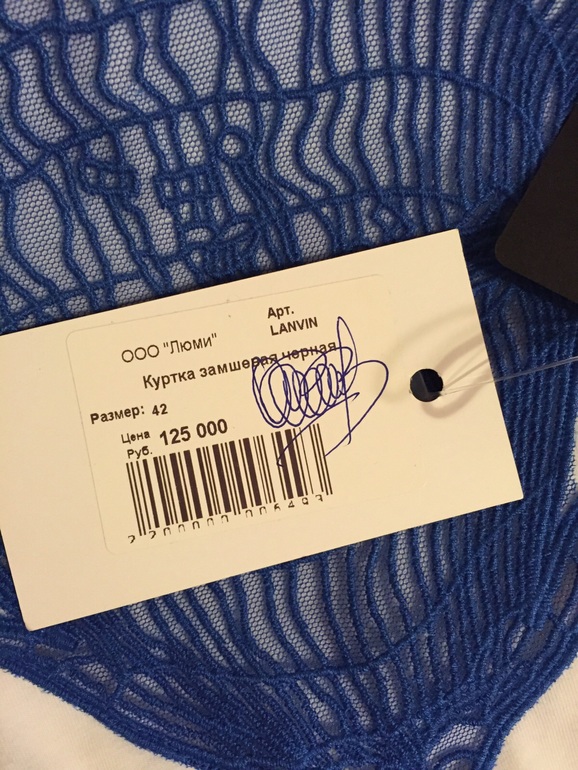 Арт.
LANVIN
ООО "Люми"
Куртка замшевая черная
Размер: 42
Цена
Руб. 125 000